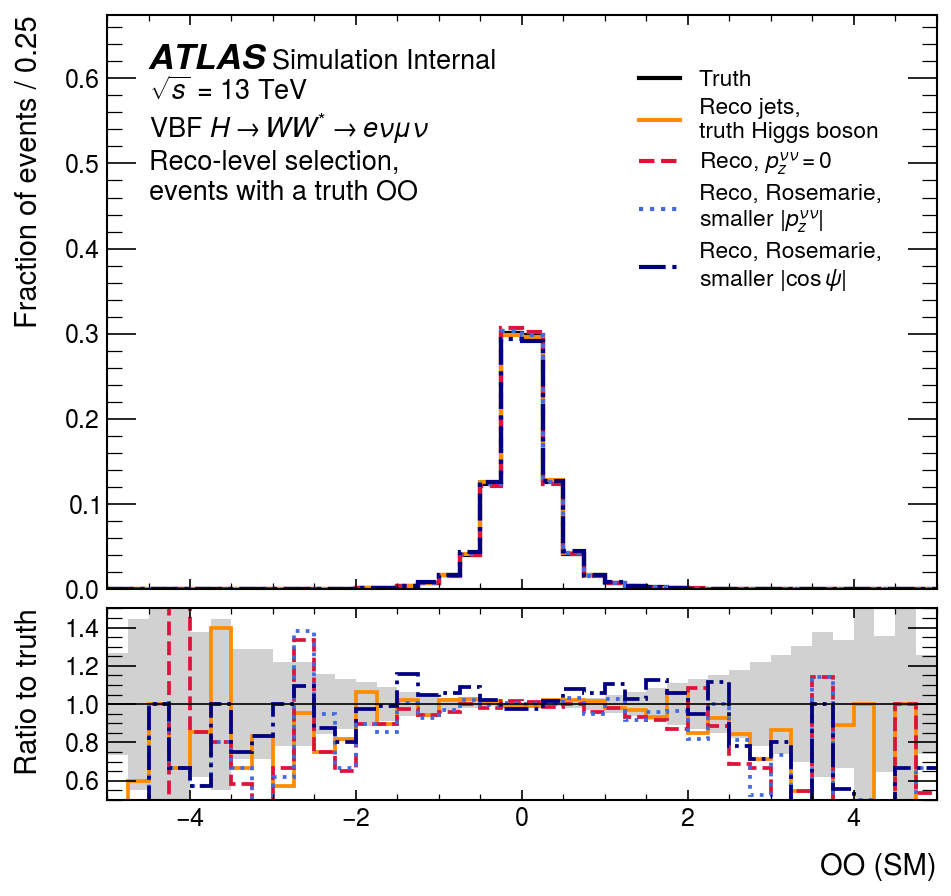 Fraction of events / 0.25
0.6
0.5
0.4
0.3
0.2
0.1
0.0
ATLAS Simulation Internal
√s = 13 TeV
VBF H → WW* → eνμν
Reco-level selection,
events with a truth OO
Truth
Reco jets,
truth Higgs boson
Reco, p_z^νν = 0
Reco, Rosemarie,
smaller |p_z^νν|
Reco, Rosemarie,
smaller |cos ψ|
Ratio to truth
1.4
1.2
1.0
0.8
0.6
−4 −2 0 2 4
OO (SM)